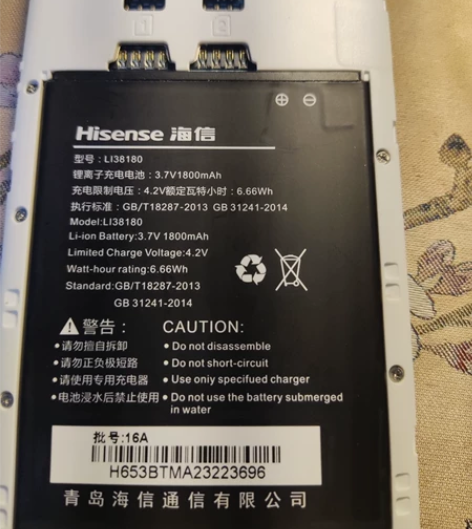 1 2
Hisense 海信
型号：LI38180
锂离子充电电池：3.7V1800mAh
充电限制电压：4.2V额定瓦特小时：6.66Wh
执行标准：GB/T18287-2013 GB 31241-2014
Model:LI38180
Li-ion Battery:3.7V 1800mAh
Limited Charge Voltage:4.2V
Watt-hour rating:6.66Wh
Standard:GB/T18287-2013
GB 31241-2014
警告： CAUTION:
•请勿擅自拆卸 • Do not disassemble
•请勿正负极短路 • Do not short-circuit
•请使用专用充电器 • Use oniy specifued charger
•电池浸水后禁止使用 • Do not use the battery submerged
in water
批号:16A
H653BTMA23223696
青岛海信通信有限公司